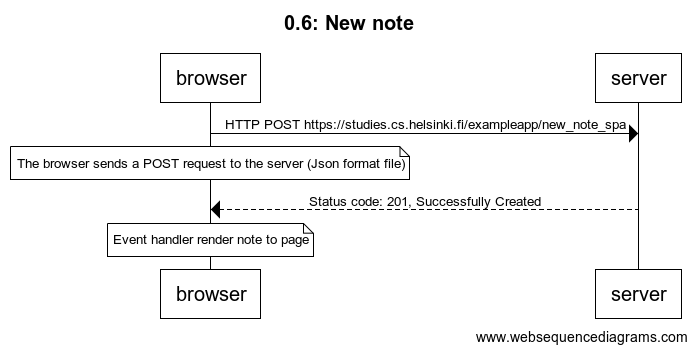 0.6: New note
browser
server
HTTP POST https://studies.cs.helsinki.fi/exampleapp/new_note_spa
The browser sends a POST request to the server (Json format file)
Status code: 201, Successfully Created
Event handler render note to page
browser
server
www.websequencediagrams.com